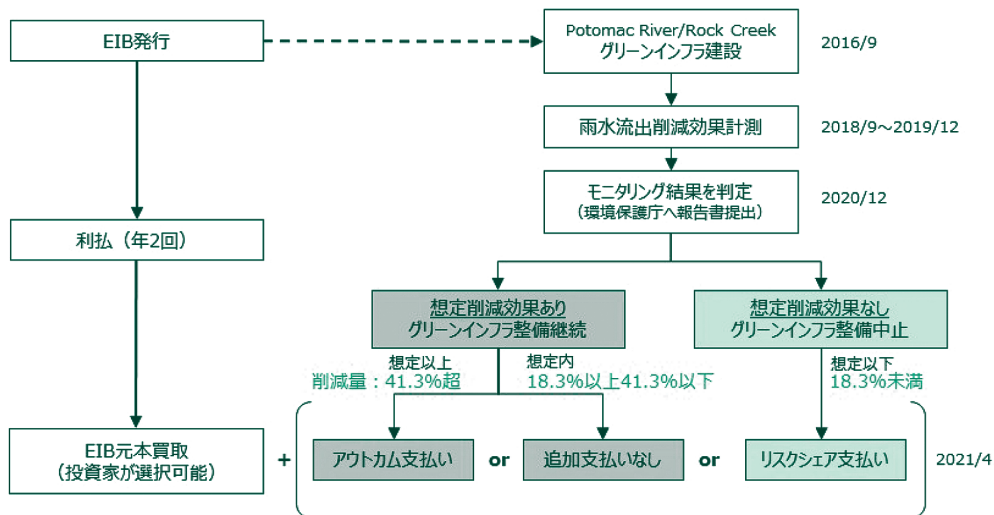 EIB発行
Potomac River/Rock Creek
グリーンインフラ建設
2016/9
雨水流出削減効果計測
2018/9～2019/12
モニタリング結果を判定
（環境保護庁へ報告書提出）
2020/12
利払（年2回）
想定削減効果あり
グリーンインフラ整備継続
想定削減効果なし
グリーンインフラ整備中止
想定以上
削減量：41.3%超
想定内
18.3%以上41.3%以下
想定以下
18.3%未満
EIB元本買取
（投資家が選択可能）
+
アウトカム支払い
or
追加支払いなし
or
リスクシェア支払い
2021/4